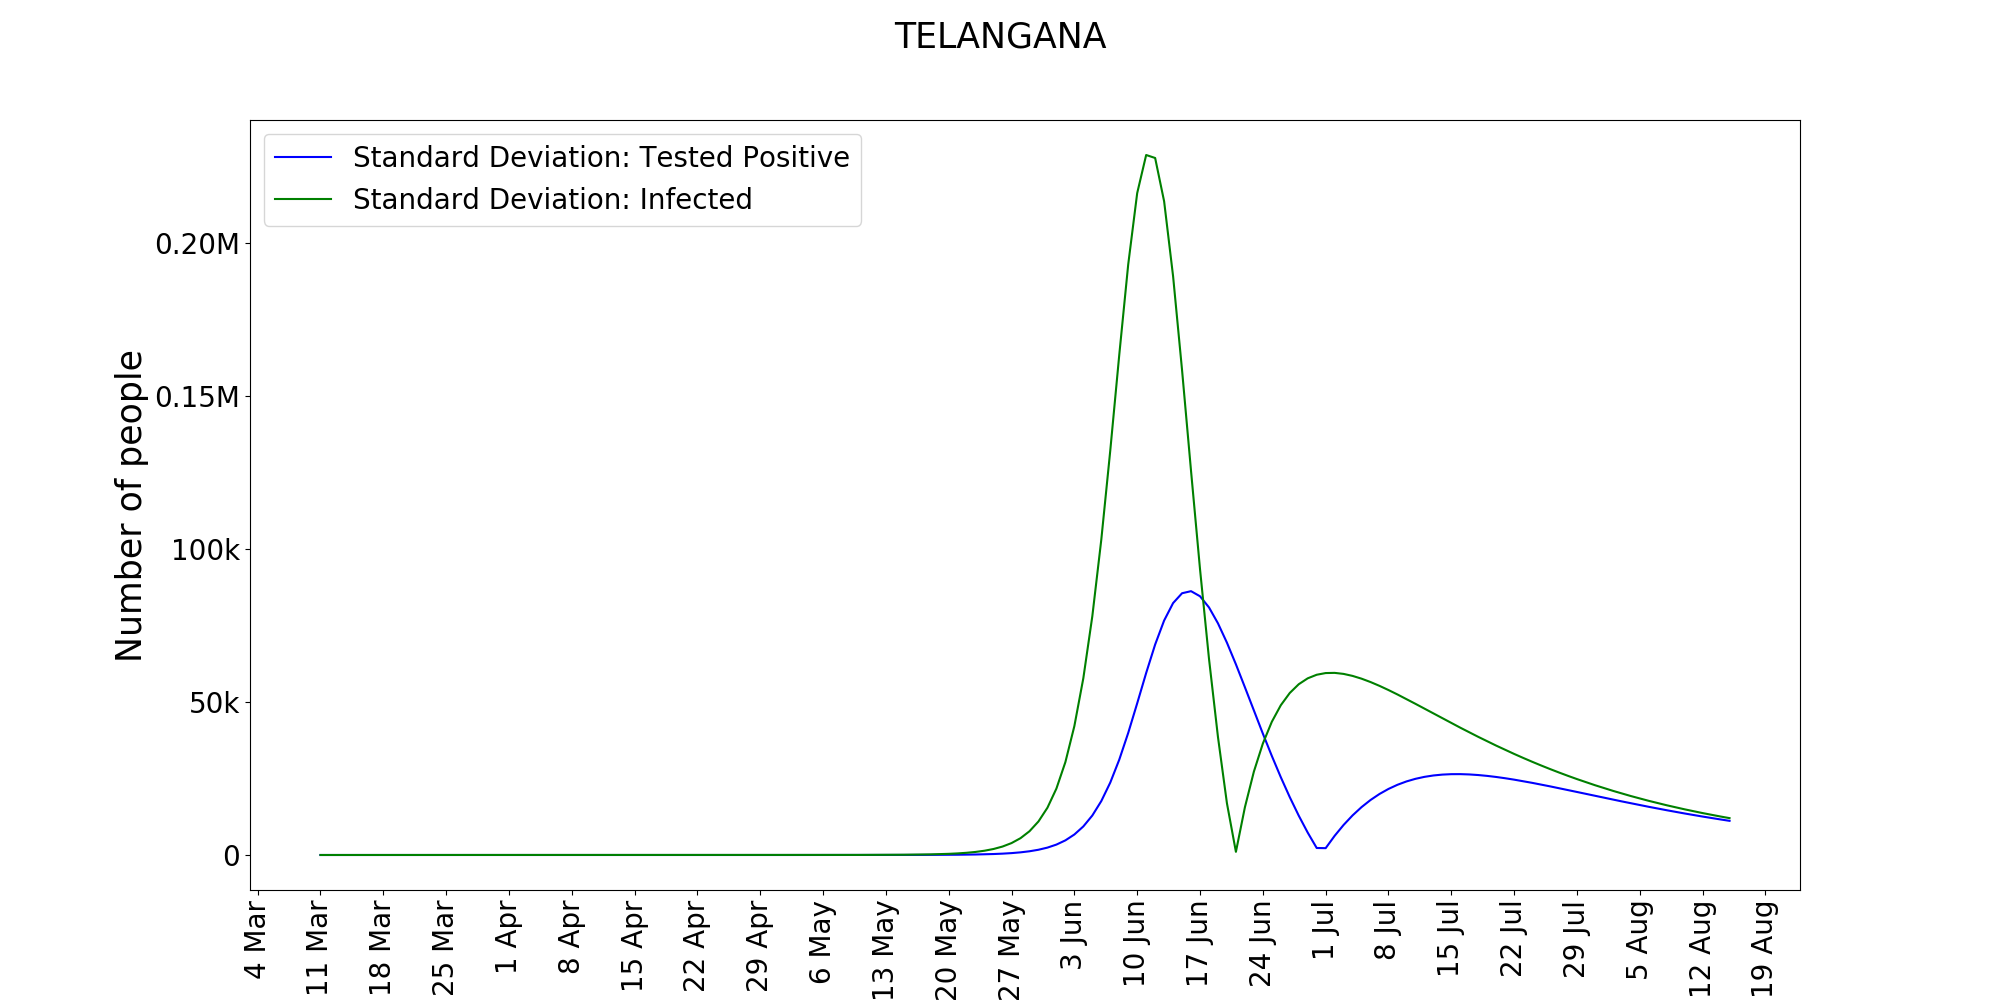 TELANGANA
Standard Deviation: Tested Positive
Standard Deviation: Infected
Number of people
0.20M
0.15M
100k
50k
0
4 Mar
11 Mar
18 Mar
25 Mar
1 Apr
8 Apr
15 Apr
22 Apr
29 Apr
6 May
13 May
20 May
27 May
3 Jun
10 Jun
17 Jun
24 Jun
1 Jul
8 Jul
15 Jul
22 Jul
29 Jul
5 Aug
12 Aug
19 Aug